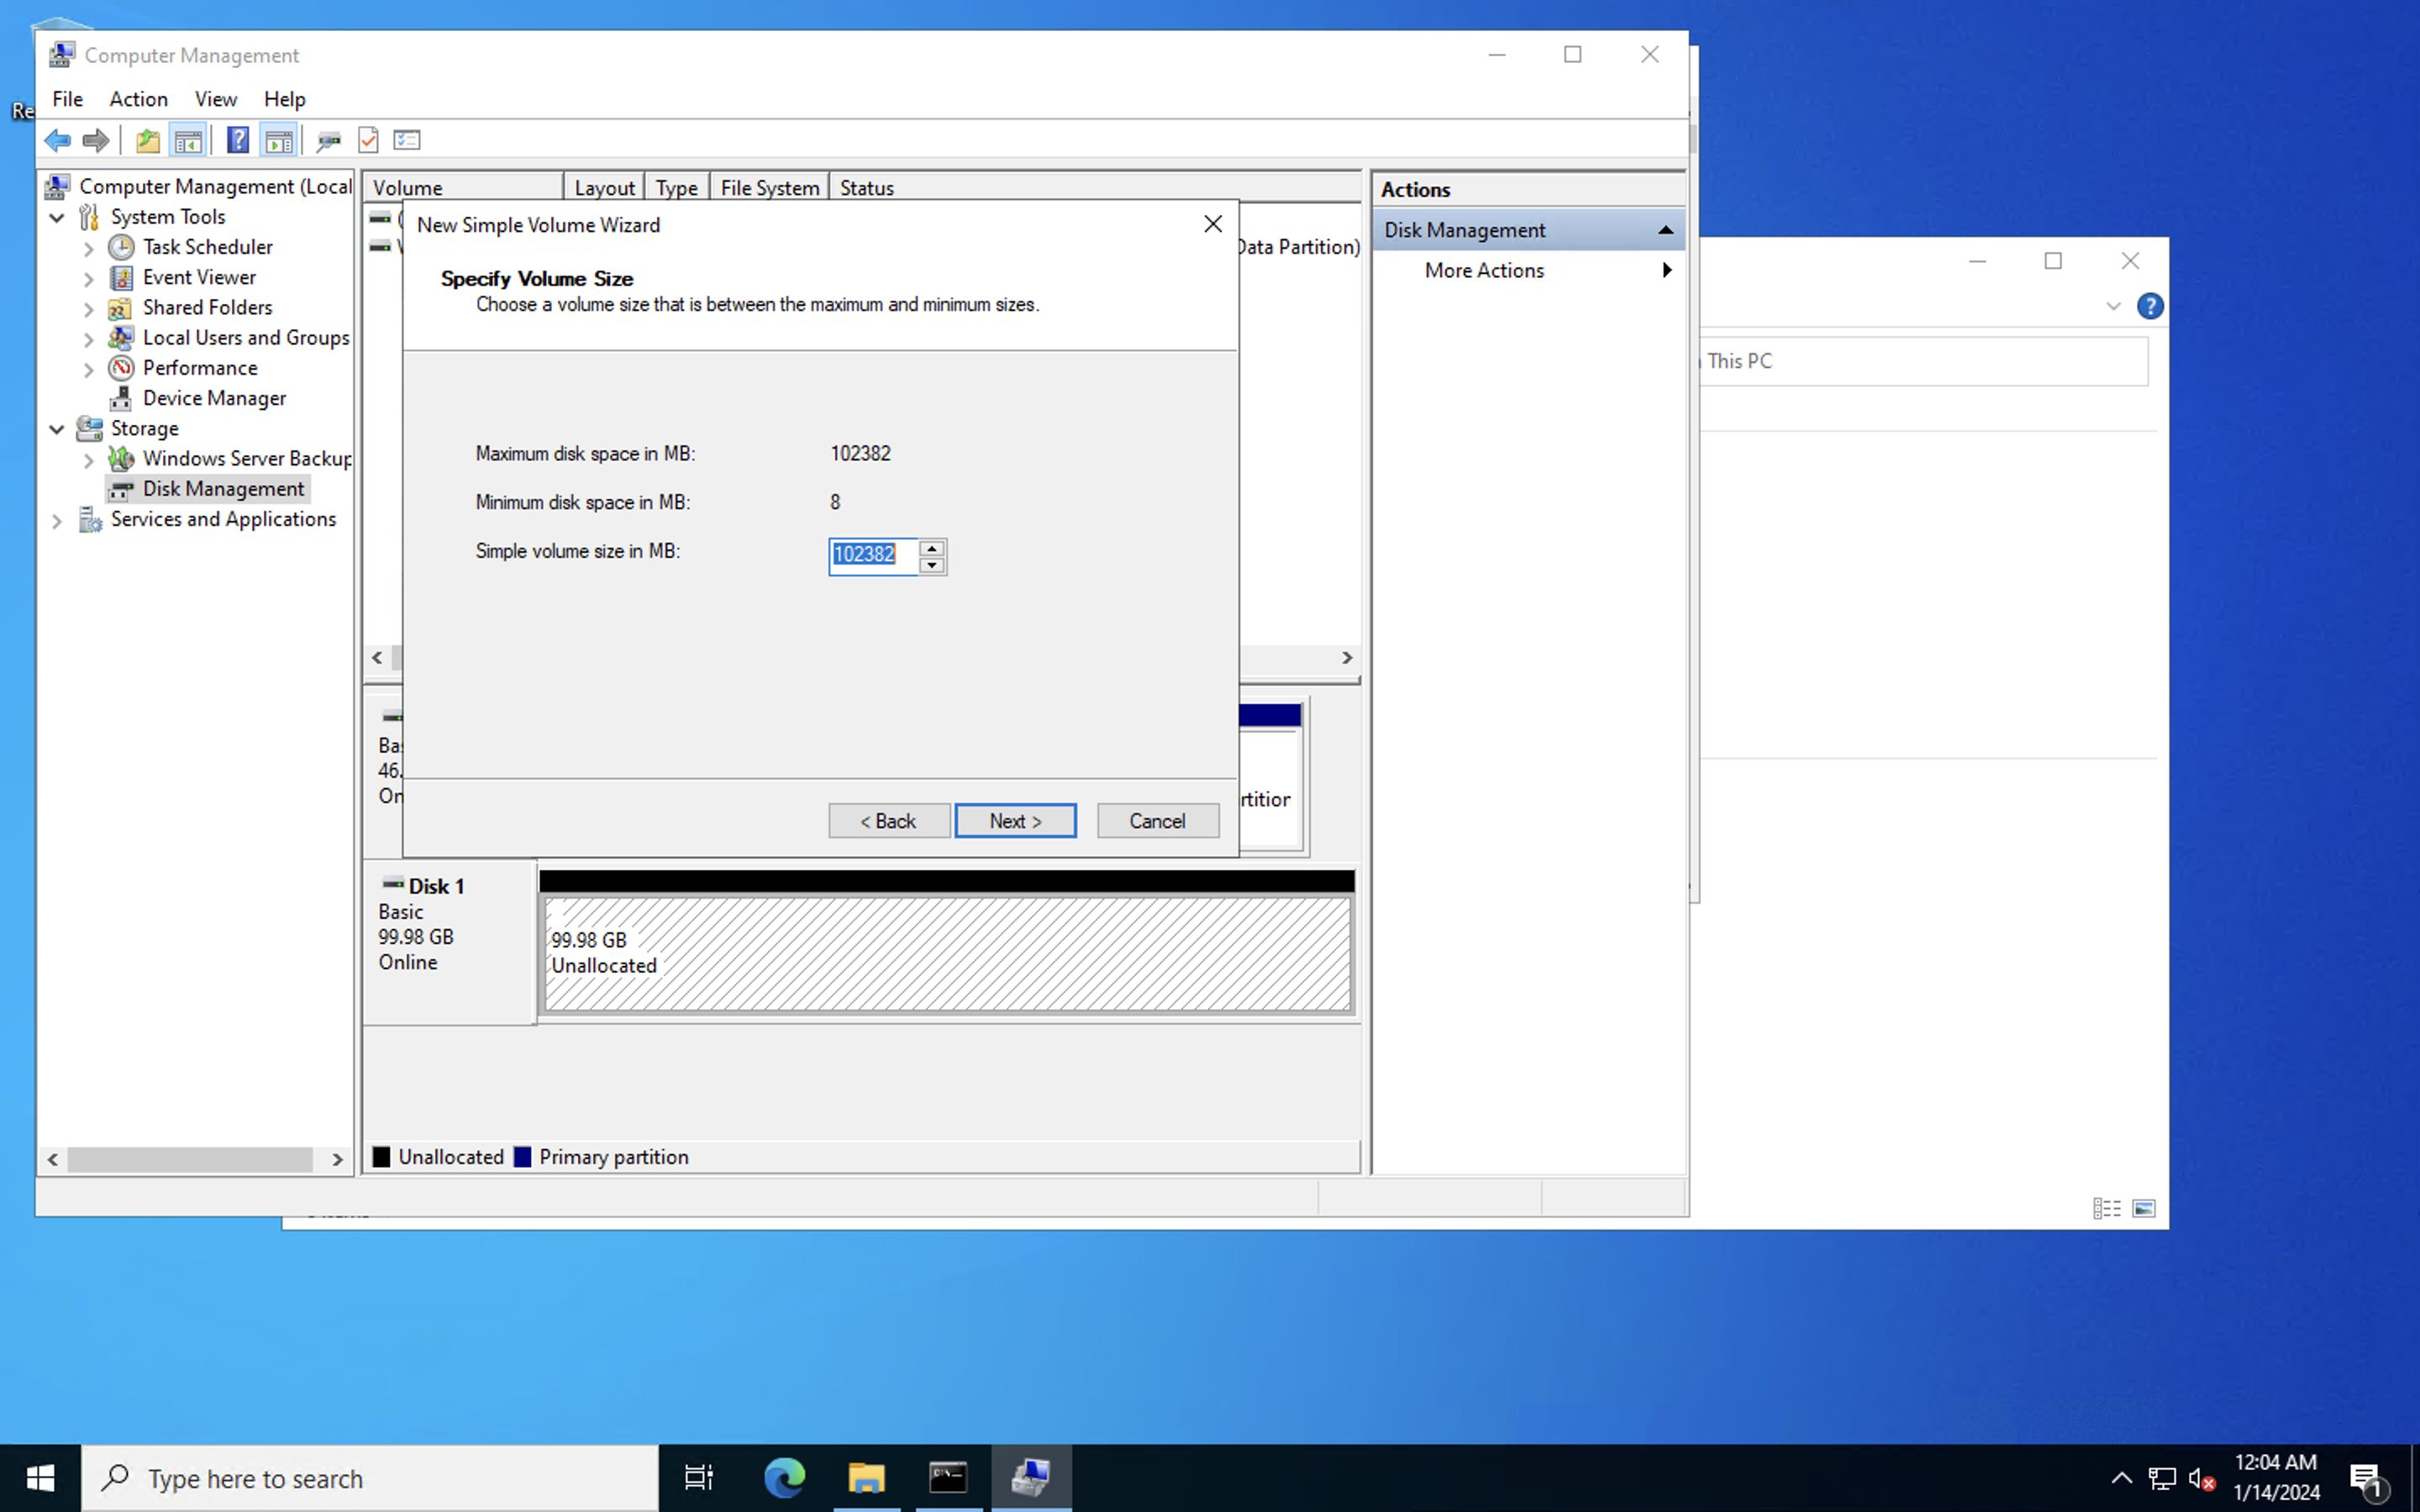 Computer Management
File Action View Help
Computer Management (Local
System Tools
Task Scheduler
Event Viewer
Shared Folders
Local Users and Groups
Performance
Device Manager
Storage
Windows Server Backup
Disk Management
Services and Applications
Volume Layout Type File System Status
Data Partition)
New Simple Volume Wizard
Specify Volume Size
Choose a volume size that is between the maximum and minimum sizes.
Maximum disk space in MB: 102382
Minimum disk space in MB: 8
Simple volume size in MB: 102382
< Back Next > Cancel
Disk 1
Basic
99.98 GB
Online
99.98 GB
Unallocated
Unallocated Primary partition
Actions
Disk Management
More Actions
This PC
Type here to search
12:04 AM
1/14/2024
1